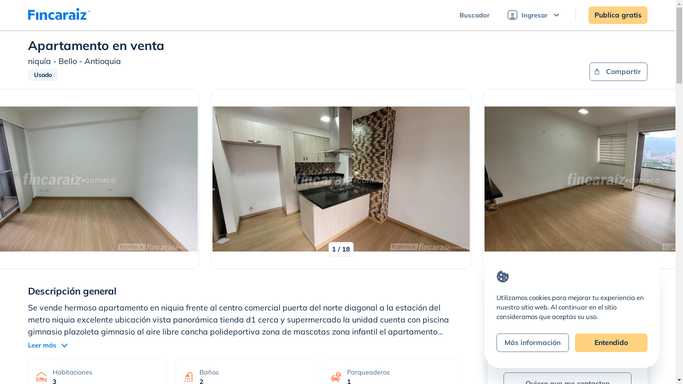 Fincaraiz
Buscador
Ingresar
Publica gratis
Apartamento en venta
niquía - Bello - Antioquia
Usado
Compartir
fincaraiz
fincaraiz
fincaraiz
fincaraiz
fincaraiz
1 / 18
Descripción general
Se vende hermoso apartamento en niquia frente al centro comercial puerta del norte diagonal a la estación del
metro niquia excelente ubicación vista panorámica tienda d1 cerca y supermercado la unidad cuenta con piscina
gimnasio plazoleta gimnasio al aire libre cancha polideportiva zona de mascotas zona infantil el apartamento...
Leer más
Habitaciones
3
Baños
2
Parqueaderos
1
Utilizamos cookies para mejorar tu experiencia en
nuestro sitio web. Al continuar en el sitio
consideramos que aceptas su uso.
Más información
Entendido
Quiero que me contacten